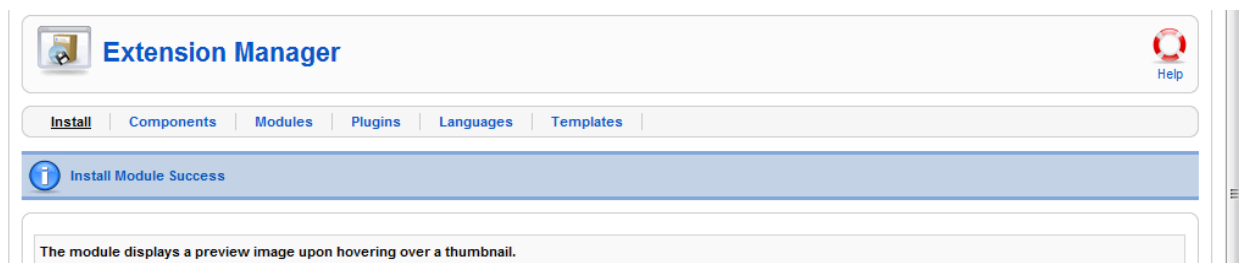 Extension Manager
Help
Install Components Modules Plugins Languages Templates
Install Module Success
The module displays a preview image upon hovering over a thumbnail.